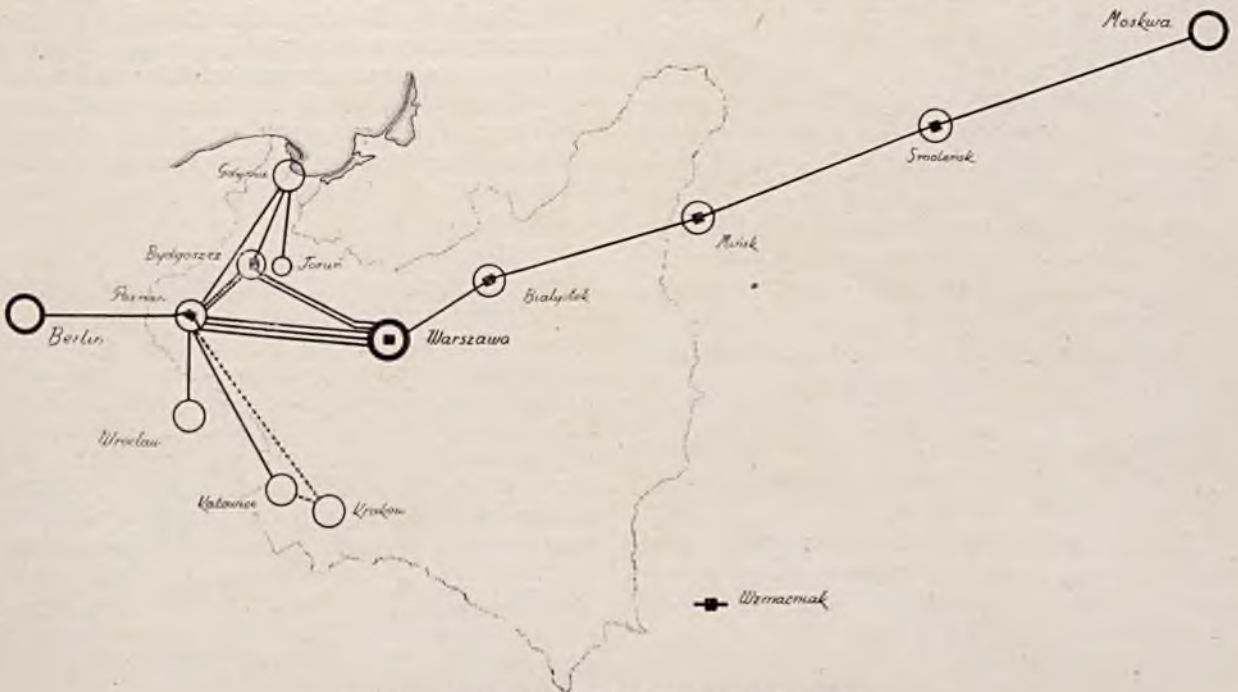 Moskwa
Smoleńsk
Gdynia
Mińsk
Bydgoszcz
Toruń
Białystok
Poznań
Berlin
Warszawa
Wrocław
Katowice
Kraków
Wzmacniak